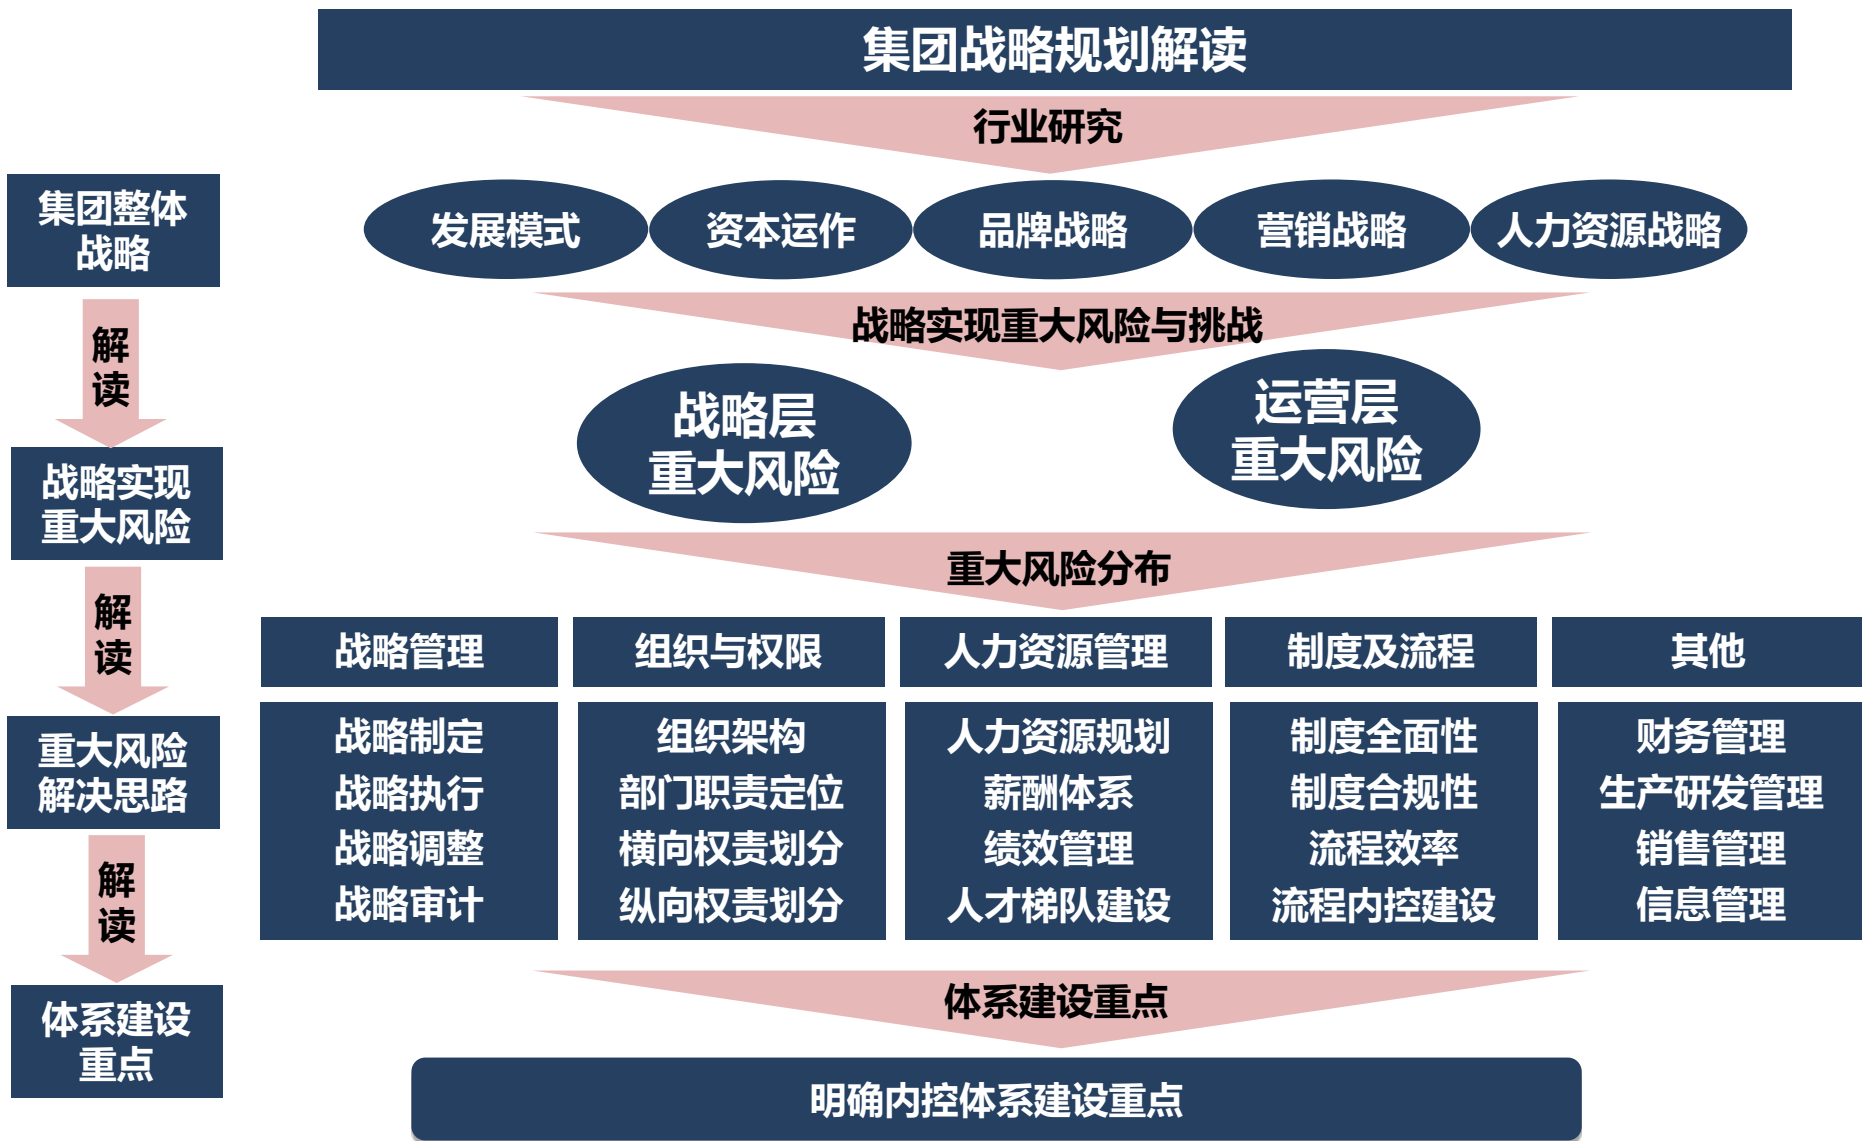 集团战略规划解读
行业研究
集团整体
战略
发展模式
资本运作
品牌战略
营销战略
人力资源战略
解
读
战略实现重大风险与挑战
战略层
重大风险
运营层
重大风险
战略实现
重大风险
解
读
重大风险分布
战略管理
组织与权限
人力资源管理
制度及流程
其他
重大风险
解决思路
战略制定
战略执行
战略调整
战略审计
组织架构
部门职责定位
横向权责划分
纵向权责划分
人力资源规划
薪酬体系
绩效管理
人才梯队建设
制度全面性
制度合规性
流程效率
流程内控建设
财务管理
生产研发管理
销售管理
信息管理
解
读
体系建设重点
体系建设
重点
明确内控体系建设重点